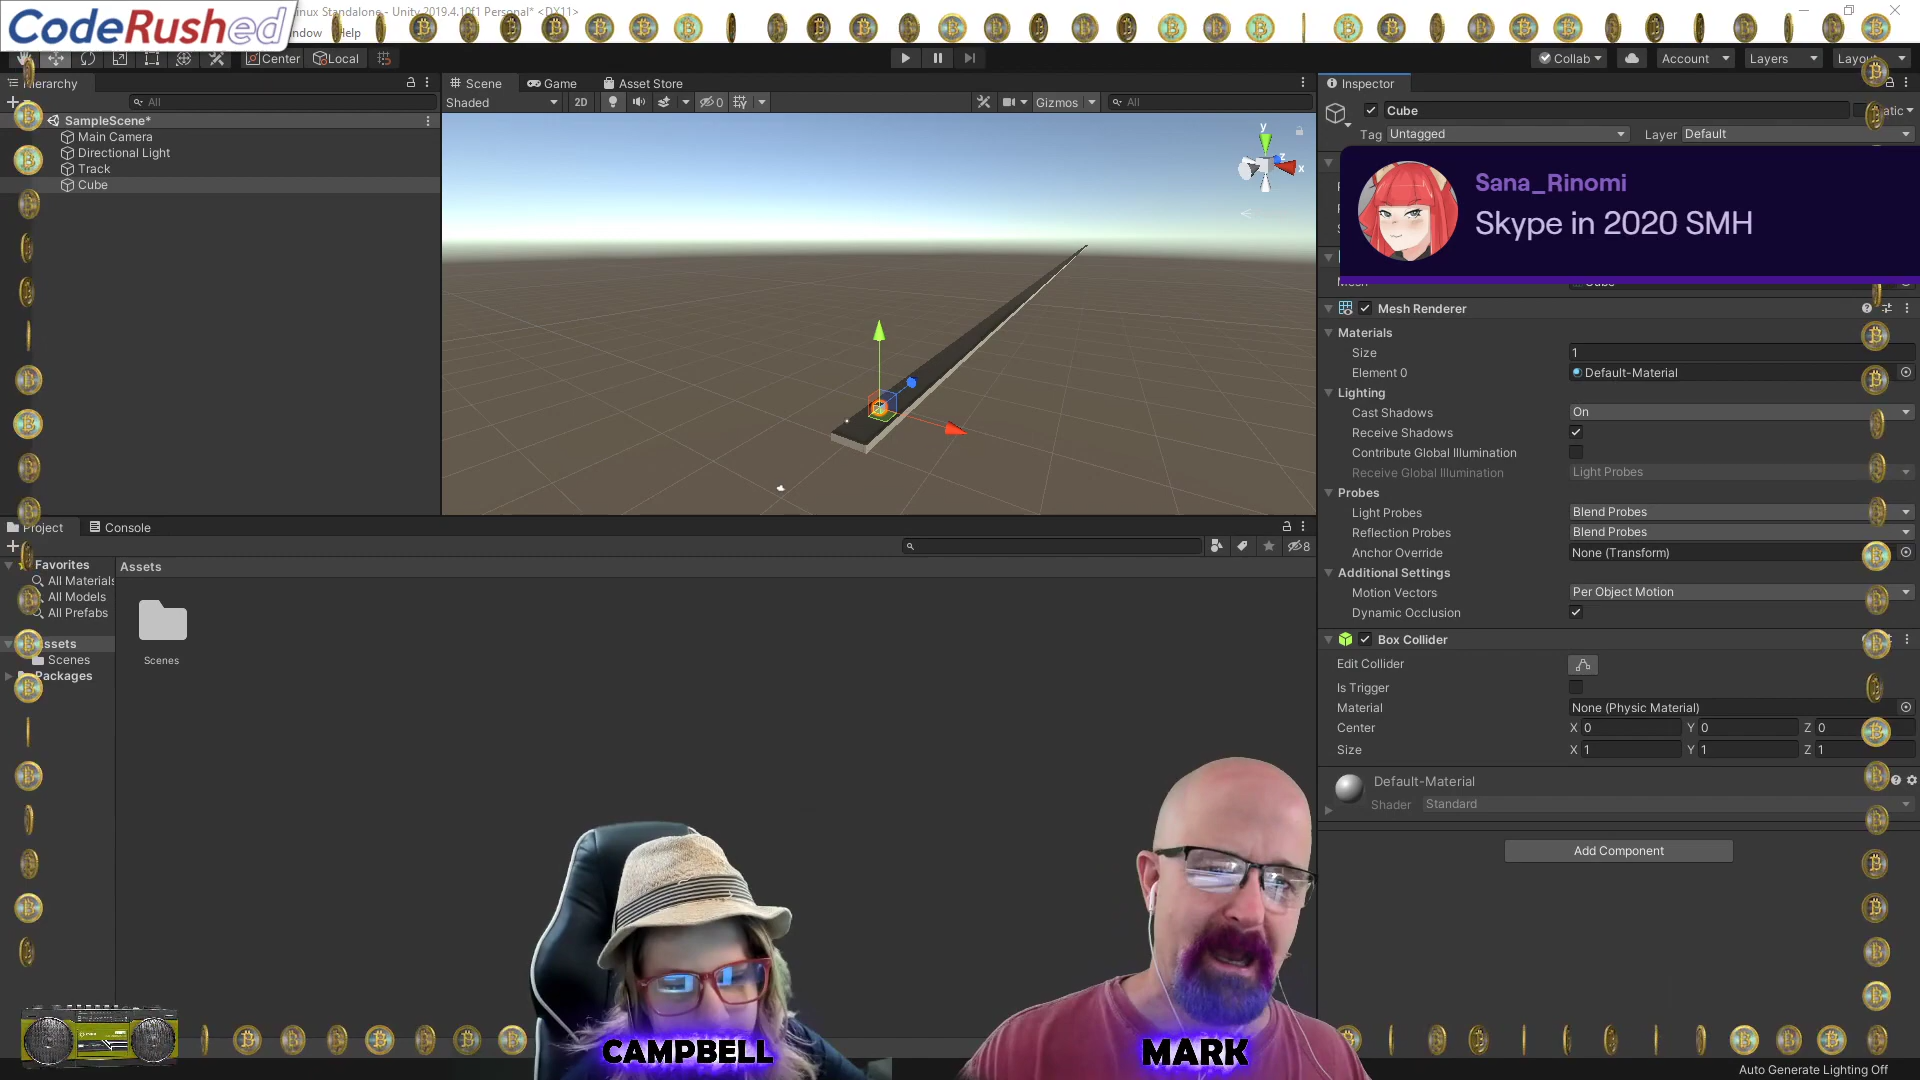 CodeRushed
inux Standalone - Unity 2019.4.10f1 Personal* <DX11>
Help
Center
Local
Collab
Account
Layers
Hierarchy
All
SampleScene*
Main Camera
Directional Light
Track
Cube
Scene
Game
Asset Store
Shaded
2D
0
Gizmos
All
y
z
x
Inspector
Cube
Tag Untagged
Layer Default
Sana_Rinomi
Skype in 2020 SMH
Mesh Renderer
Materials
Size 1
Element 0 Default-Material
Lighting
Cast Shadows On
Receive Shadows
Contribute Global Illumination
Receive Global Illumination Light Probes
Probes
Light Probes Blend Probes
Reflection Probes Blend Probes
Anchor Override None (Transform)
Additional Settings
Motion Vectors Per Object Motion
Dynamic Occlusion
Box Collider
Edit Collider
Is Trigger
Material None (Physic Material)
Center X 0 Y 0 Z 0
Size X 1 Y 1 Z 1
Default-Material
Shader Standard
Add Component
Project
Console
8
Favorites
All Materials
All Models
All Prefabs
Assets
Scenes
Packages
Assets
Scenes
CAMPBELL
MARK
Auto Generate Lighting Off